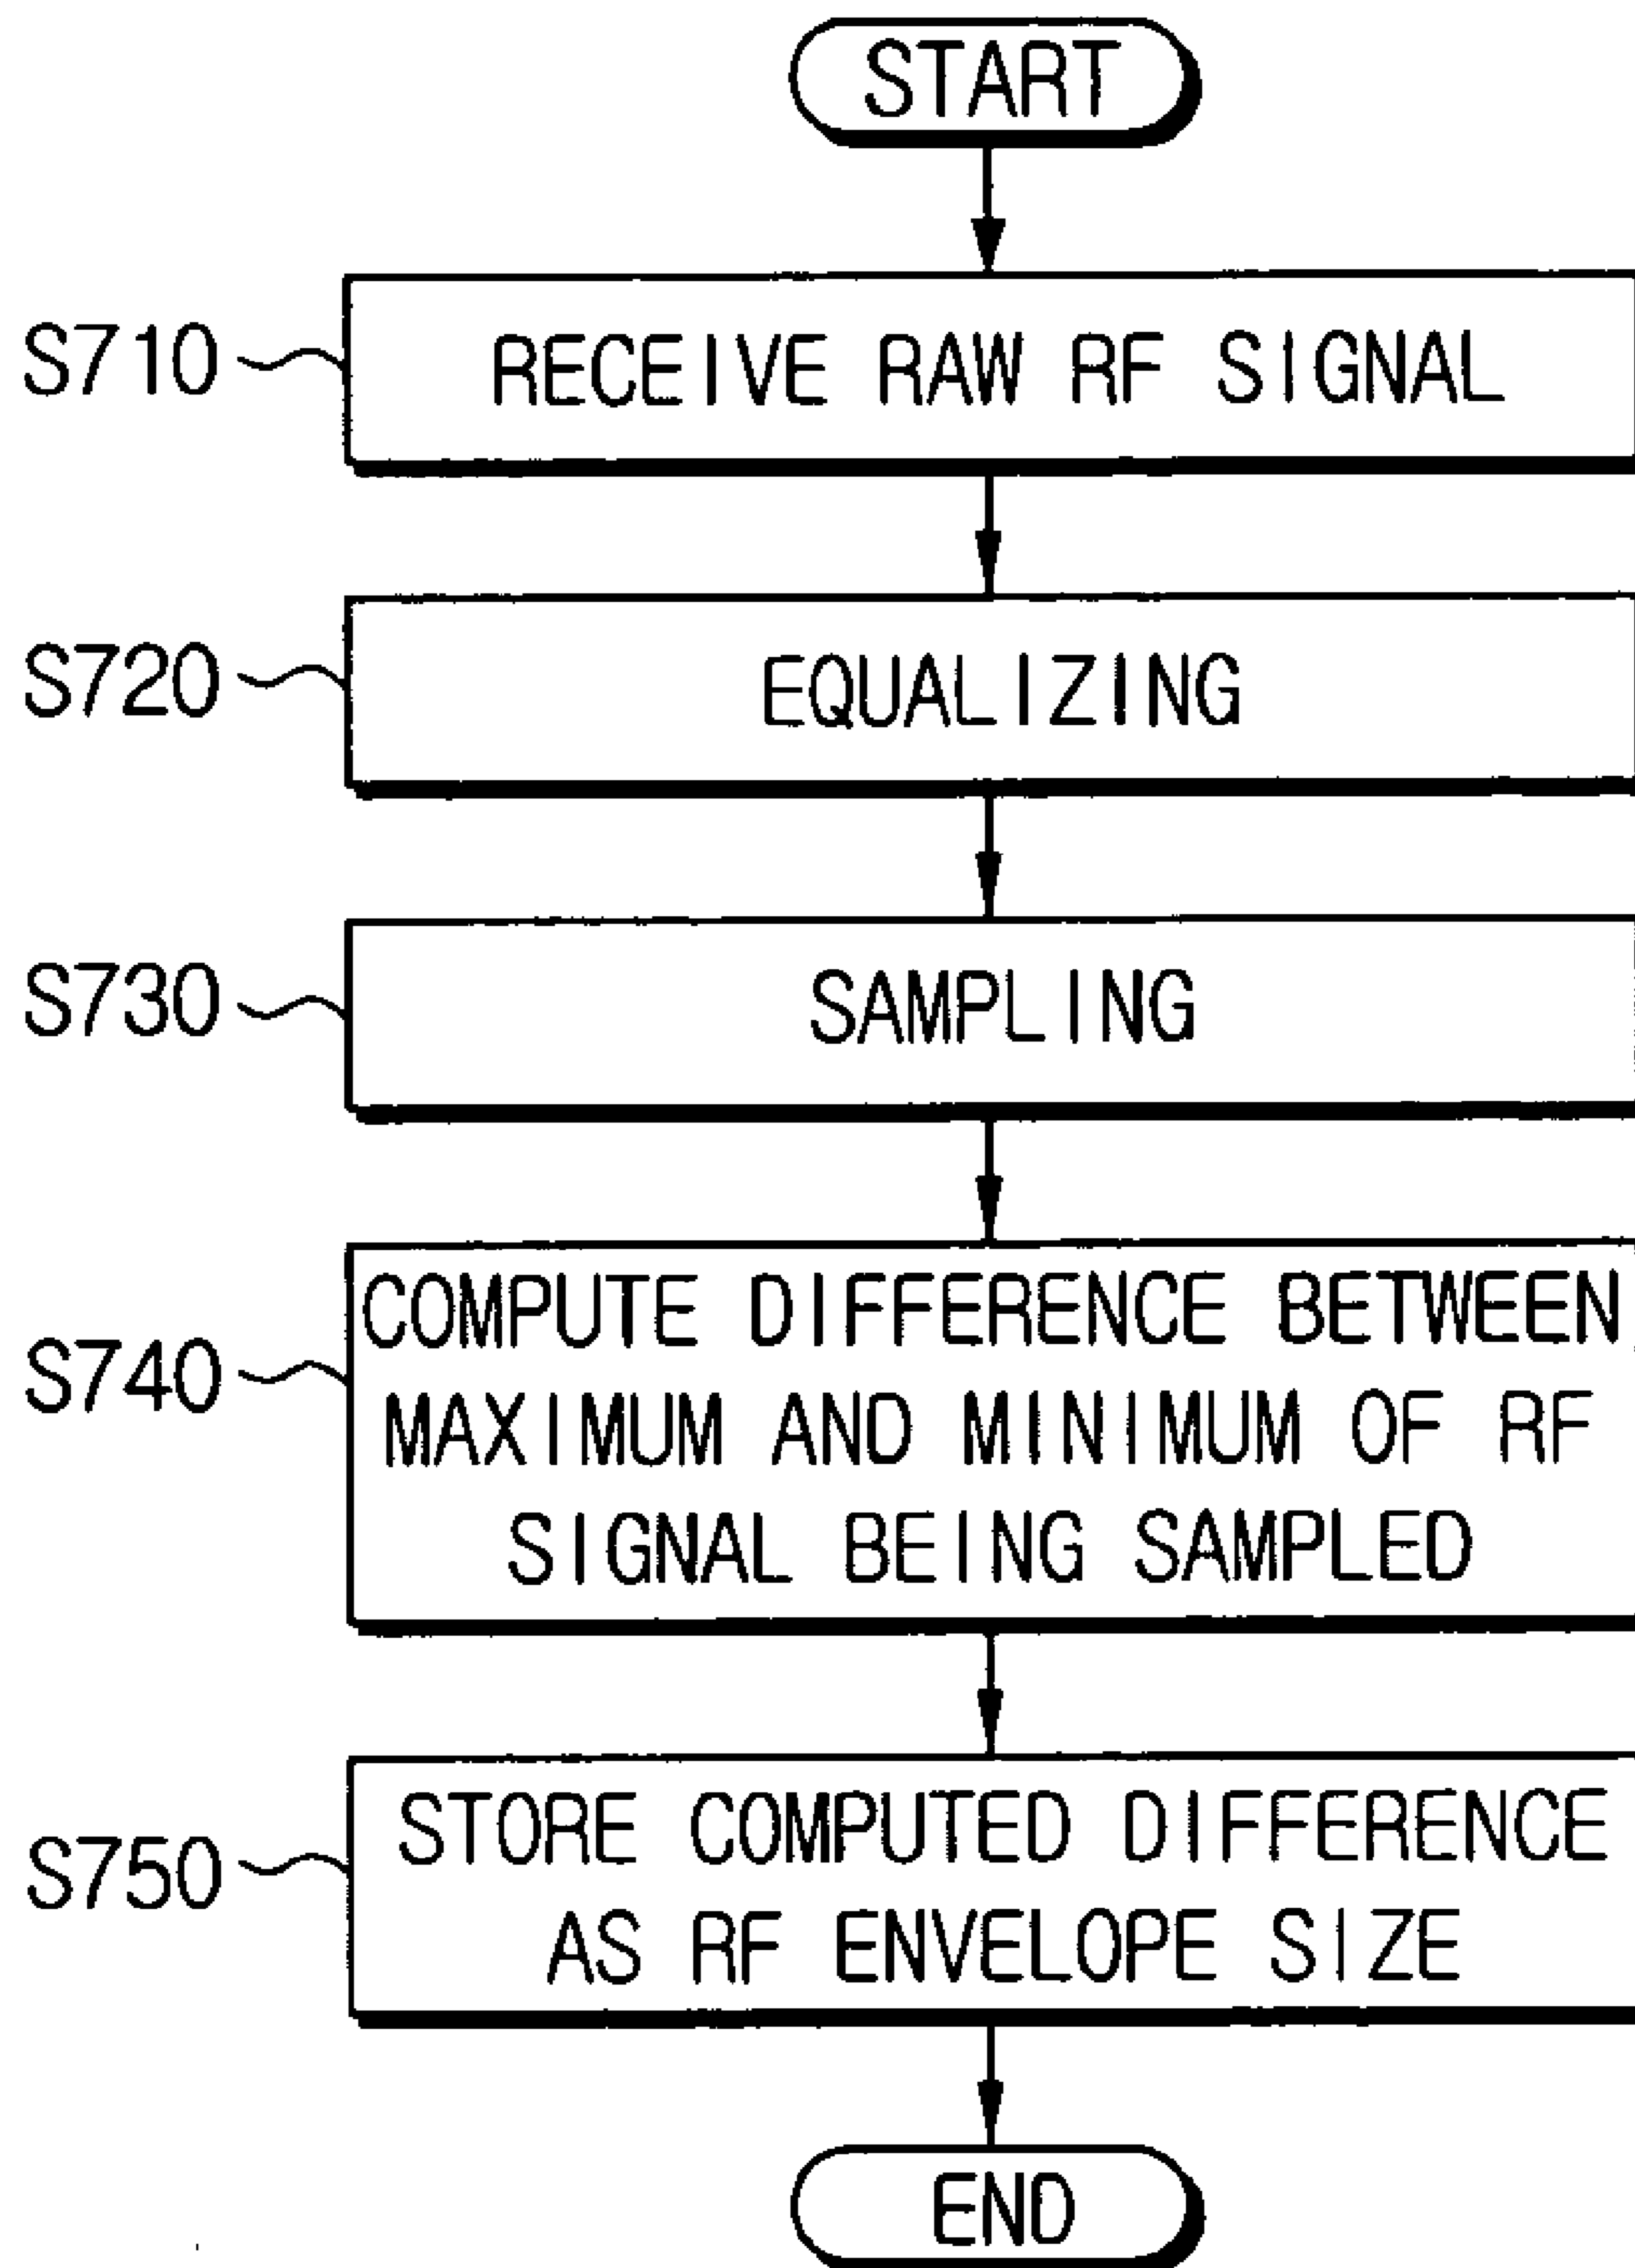 START
S710
RECEIVE RAW RF SIGNAL
S720
EQUALIZING
S730
SAMPLING
S740
COMPUTE DIFFERENCE BETWEEN
MAXIMUM AND MINIMUM OF RF
SIGNAL BEING SAMPLED
S750
STORE COMPUTED DIFFERENCE
AS RF ENVELOPE SIZE
END